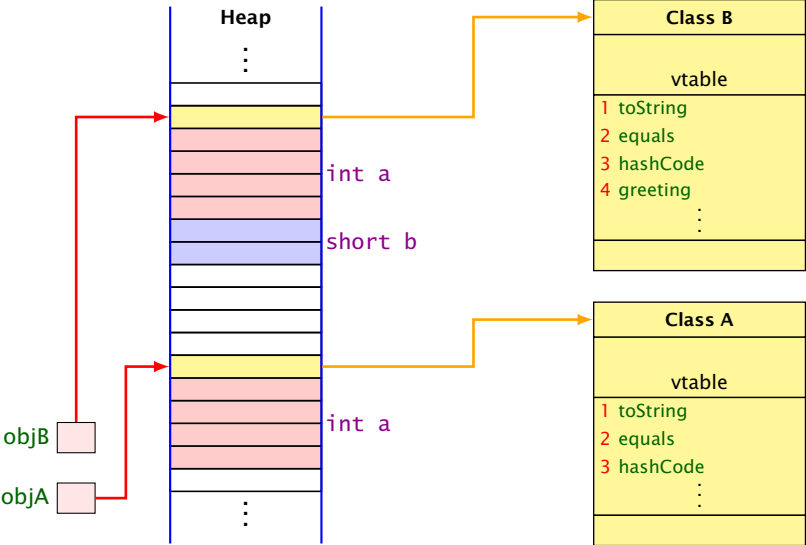 Heap
⋮
int a
short b
int a
⋮
objB
objA
Class B
vtable
1 toString
2 equals
3 hashCode
4 greeting
⋮
Class A
vtable
1 toString
2 equals
3 hashCode
⋮